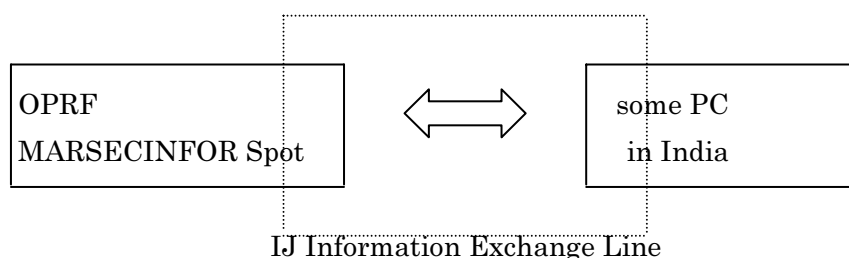 OPRF
MARSECINFOR Spot
some PC
in India
IJ Information Exchange Line